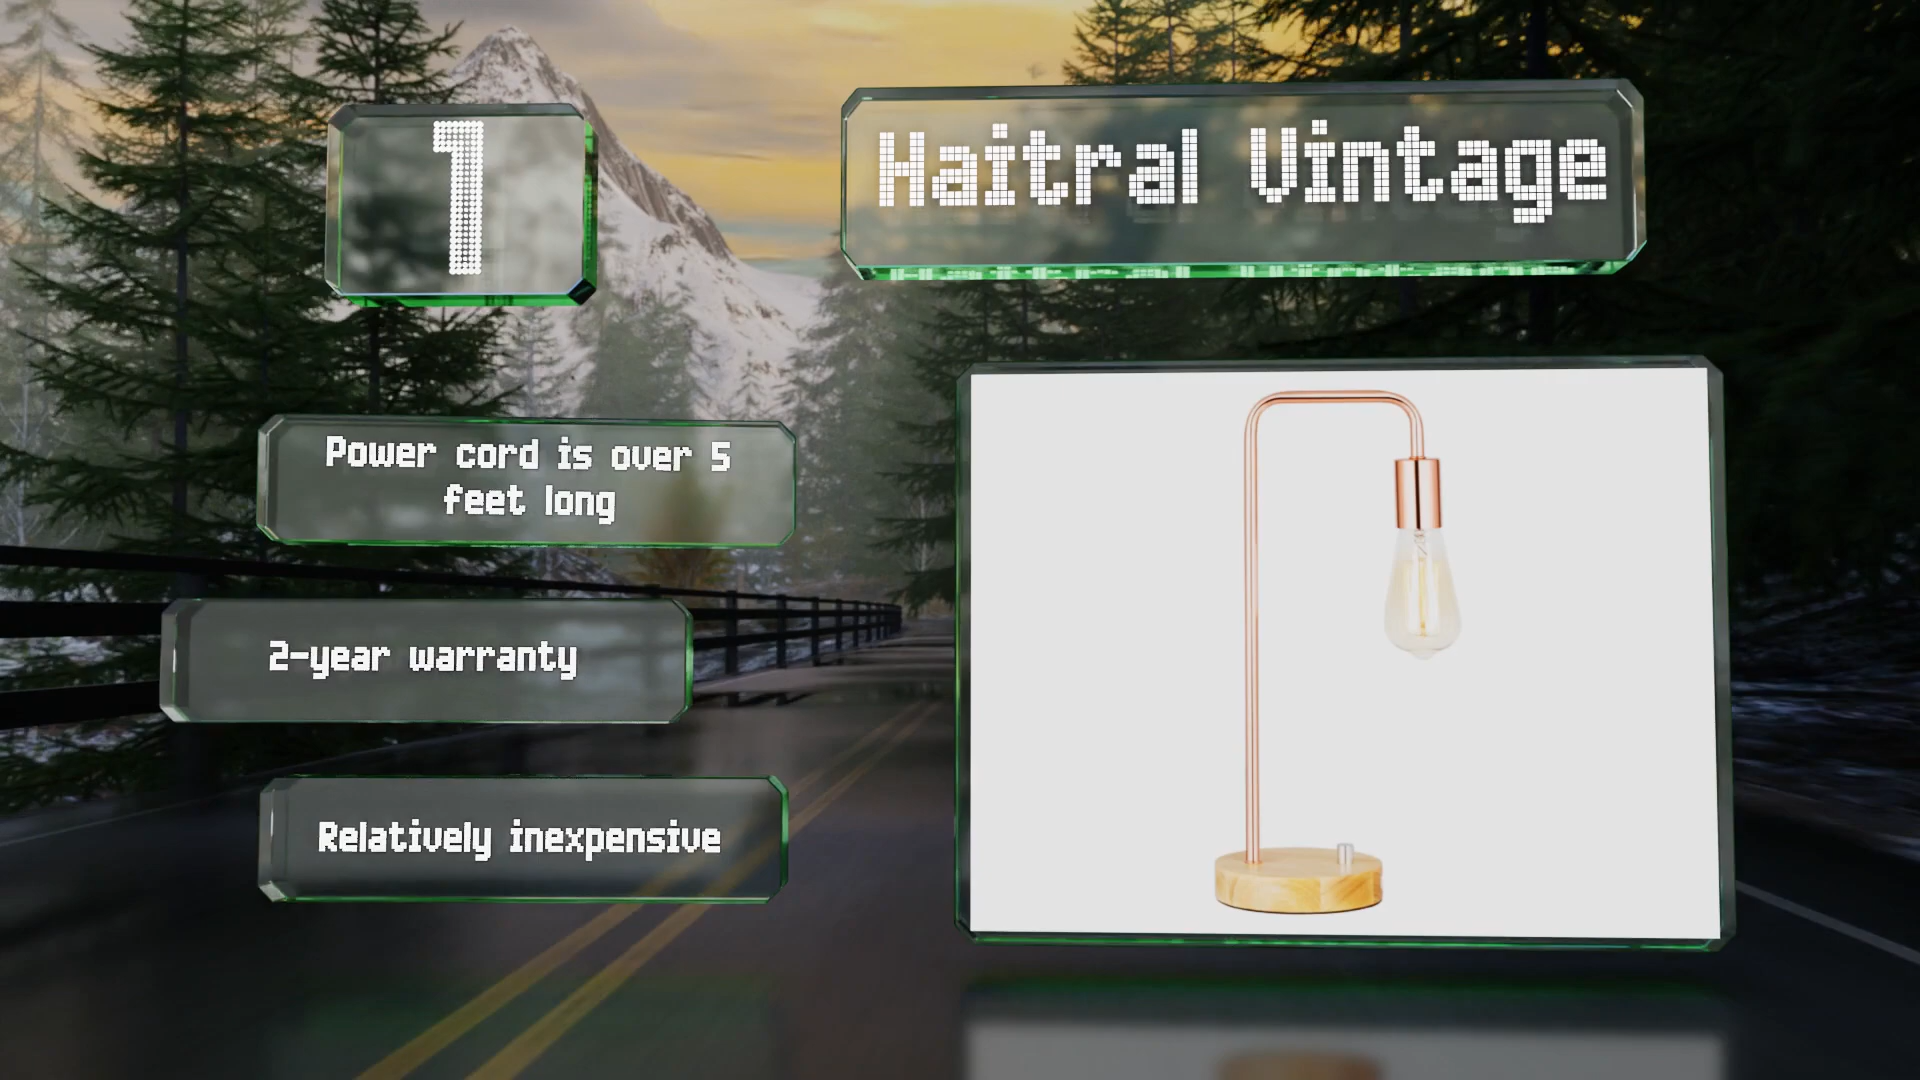 1
Haitral Vintage
Power cord is over 5
feet long
2-year warranty
Relatively inexpensive